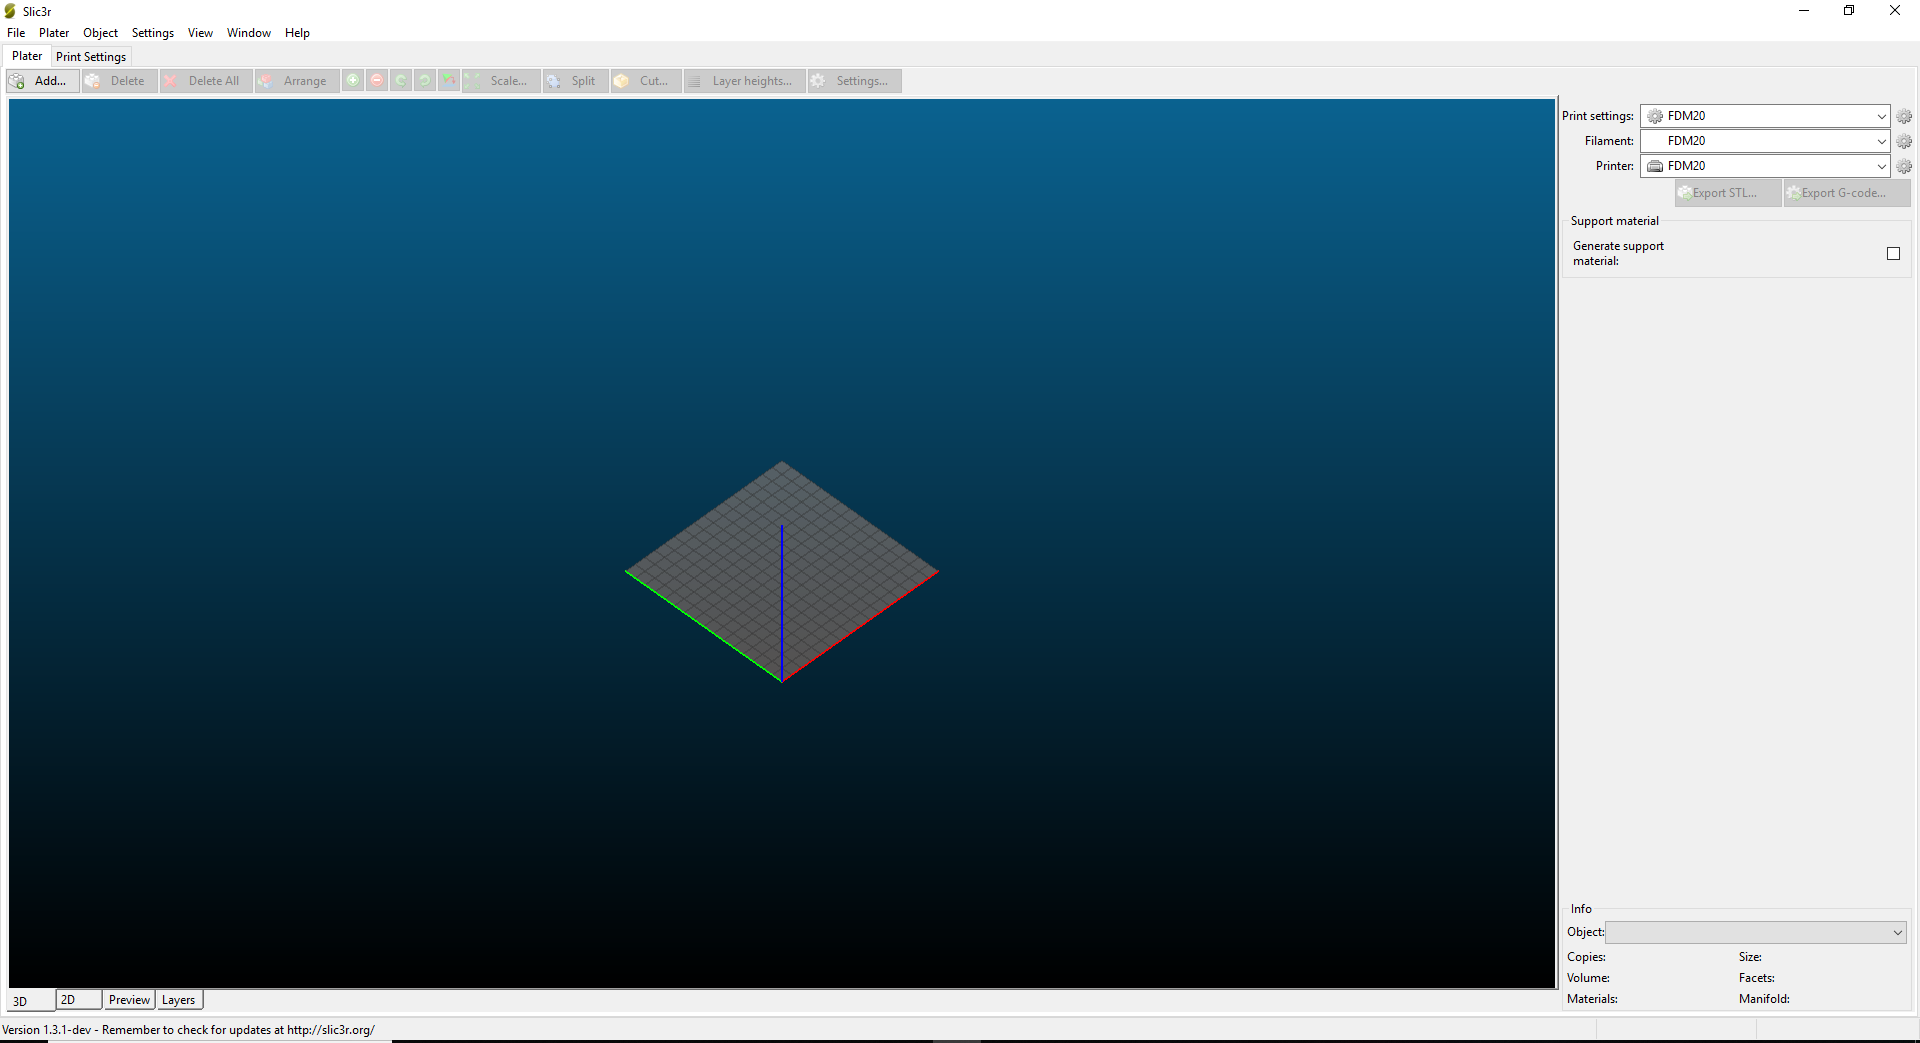 Slic3r
File Plater Object Settings View Window Help
Plater Print Settings
Add... Delete Delete All Arrange Scale... Split Cut... Layer heights... Settings...
Print settings: FDM20
Filament: FDM20
Printer: FDM20
Export STL... Export G-code...
Support material
Generate support
material:
Info
Object:
Copies: Size:
Volume: Facets:
Materials: Manifold:
3D 2D Preview Layers
Version 1.3.1-dev - Remember to check for updates at http://slic3r.org/